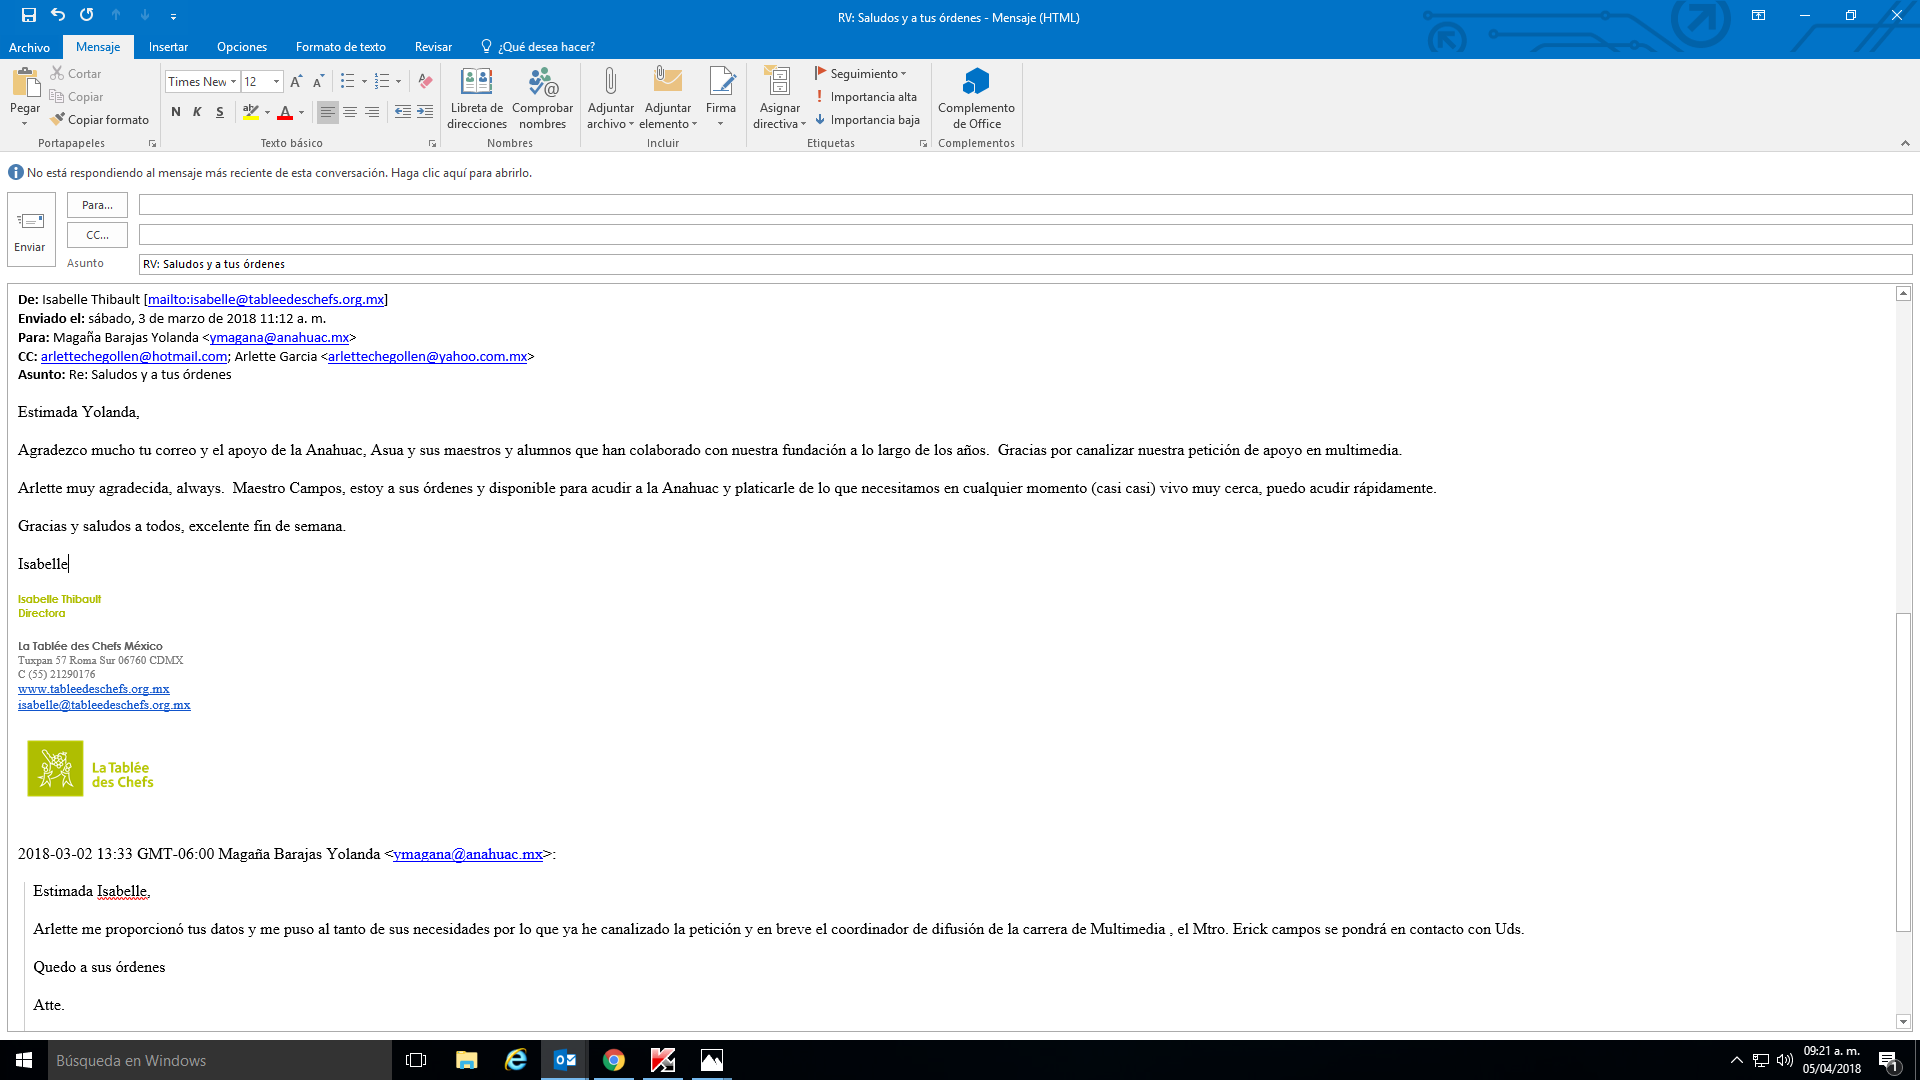 RV: Saludos y a tus órdenes - Mensaje (HTML)
Archivo Mensaje Insertar Opciones Formato de texto Revisar ¿Qué desea hacer?
Pegar
Cortar
Copiar
Copiar formato
Portapapeles
Times New 12
N K S
Texto básico
Libreta de direcciones
Comprobar nombres
Nombres
Adjuntar archivo
Adjuntar elemento
Firma
Incluir
Asignar directiva
Seguimiento
Importancia alta
Importancia baja
Etiquetas
Complemento de Office
Complementos
No está respondiendo al mensaje más reciente de esta conversación. Haga clic aquí para abrirlo.
Enviar
Para...
CC...
Asunto RV: Saludos y a tus órdenes
De: Isabelle Thibault [mailto:isabelle@tableedeschefs.org.mx]
Enviado el: sábado, 3 de marzo de 2018 11:12 a. m.
Para: Magaña Barajas Yolanda <ymagana@anahuac.mx>
CC: arlettechegollen@hotmail.com; Arlette Garcia <arlettechegollen@yahoo.com.mx>
Asunto: Re: Saludos y a tus órdenes
Estimada Yolanda,
Agradezco mucho tu correo y el apoyo de la Anahuac, Asua y sus maestros y alumnos que han colaborado con nuestra fundación a lo largo de los años.  Gracias por canalizar nuestra petición de apoyo en multimedia.
Arlette muy agradecida, always.  Maestro Campos, estoy a sus órdenes y disponible para acudir a la Anahuac y platicarle de lo que necesitamos en cualquier momento (casi casi) vivo muy cerca, puedo acudir rápidamente.
Gracias y saludos a todos, excelente fin de semana.
Isabelle
Isabelle Thibault
Directora
La Tablée des Chefs México
Tuxpan 57 Roma Sur 06760 CDMX
C (55) 21290176
www.tableedeschefs.org.mx
isabelle@tableedeschefs.org.mx
La Tablée
des Chefs
2018-03-02 13:33 GMT-06:00 Magaña Barajas Yolanda <ymagana@anahuac.mx>:
Estimada Isabelle,
Arlette me proporcionó tus datos y me puso al tanto de sus necesidades por lo que ya he canalizado la petición y en breve el coordinador de difusión de la carrera de Multimedia , el Mtro. Erick campos se pondrá en contacto con Uds.
Quedo a sus órdenes
Atte.
Búsqueda en Windows
09:21 a. m.
05/04/2018
1